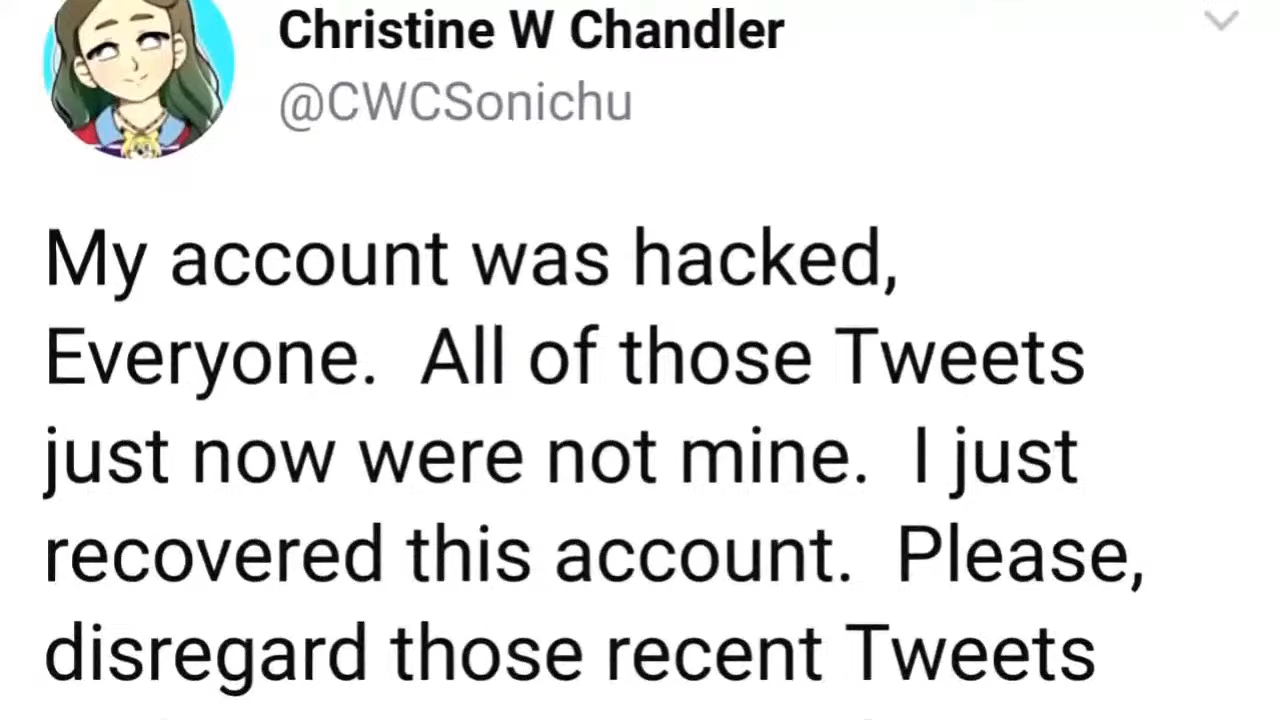 Christine W Chandler
@CWCSonichu
My account was hacked,
Everyone.  All of those Tweets
just now were not mine.  I just
recovered this account.  Please,
disregard those recent Tweets